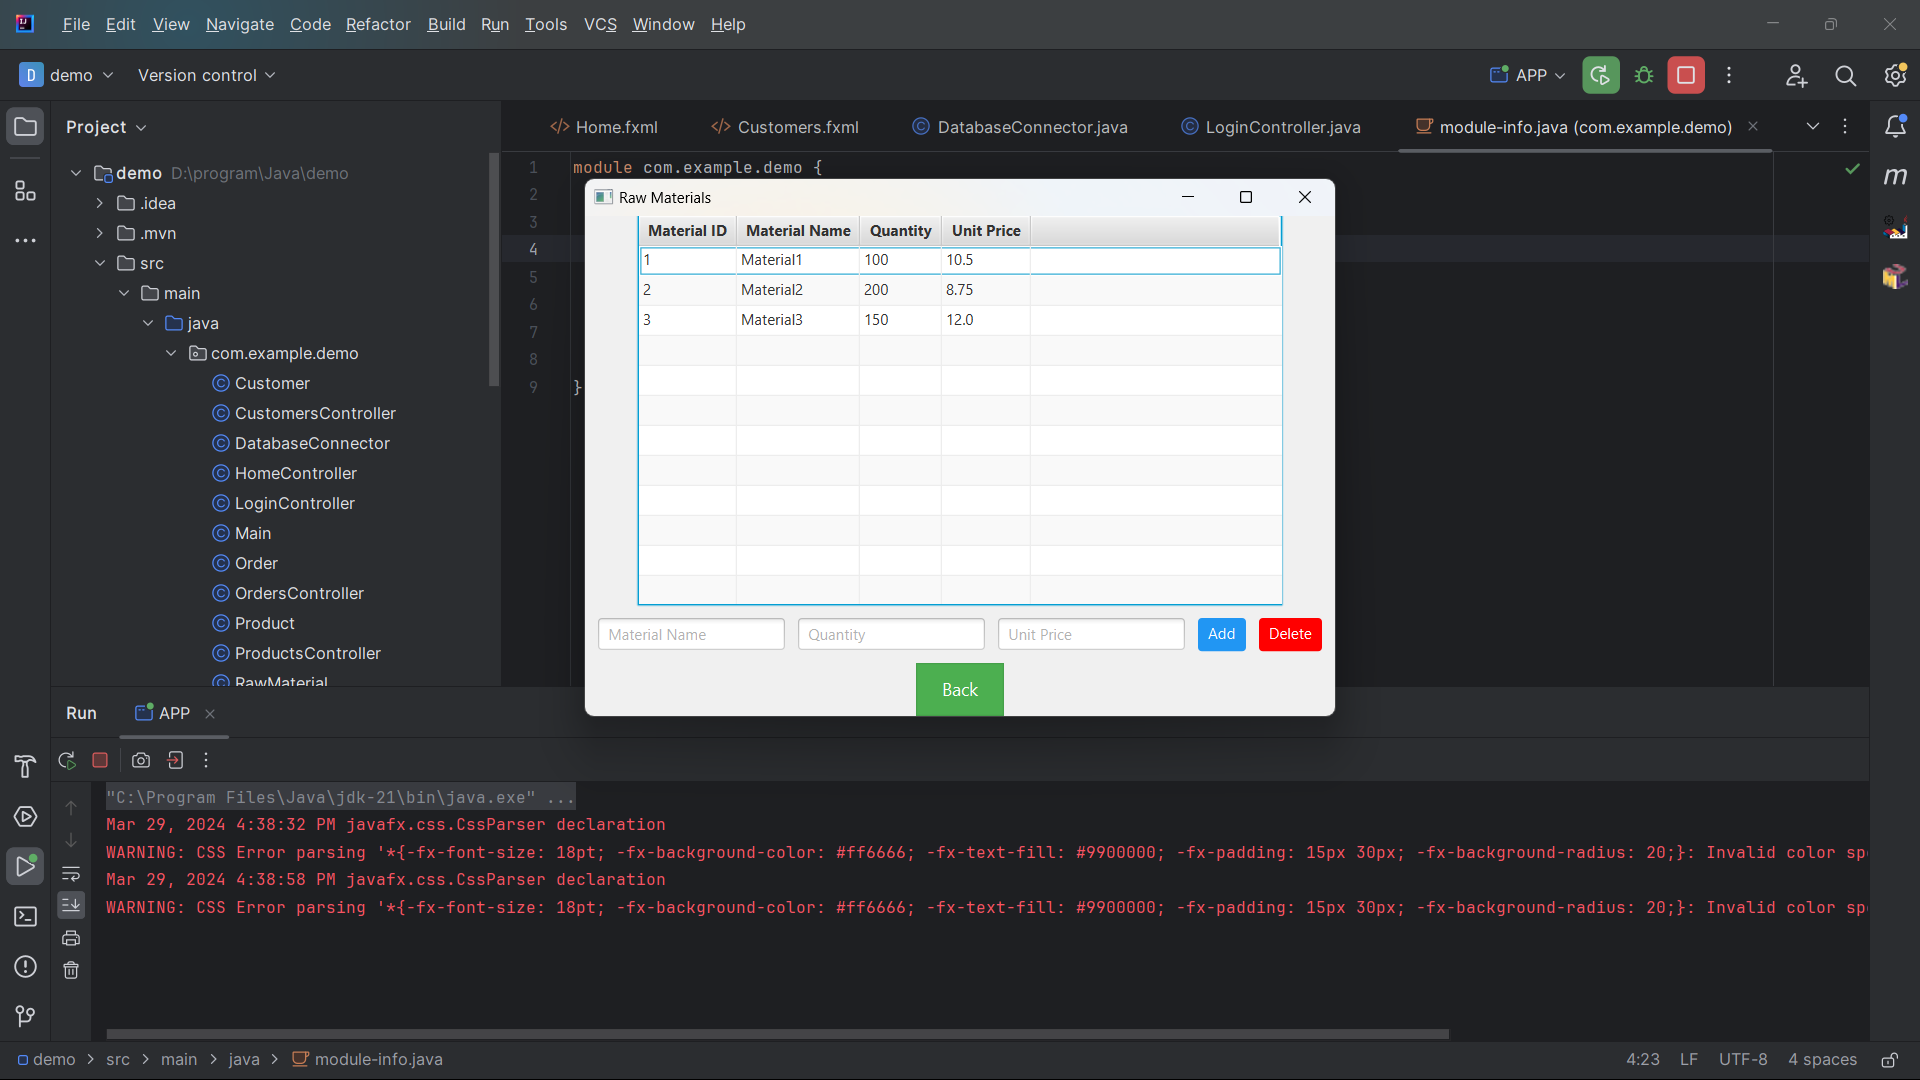 File Edit View Navigate Code Refactor Build Run Tools VCS Window Help
D demo Version control APP
Project
Home.fxml Customers.fxml DatabaseConnector.java LoginController.java module-info.java (com.example.demo)
demo D:\program\Java\demo
.idea
.mvn
src
main
java
com.example.demo
Customer
CustomersController
DatabaseConnector
HomeController
LoginController
Main
Order
OrdersController
Product
ProductsController
RawMaterial
1 module com.example.demo {
2
3
4
5
6
7
8
9 }
Raw Materials
Material ID Material Name Quantity Unit Price
1 Material1 100 10.5
2 Material2 200 8.75
3 Material3 150 12.0
Material Name Quantity Unit Price Add Delete
Back
Run APP
"C:\Program Files\Java\jdk-21\bin\java.exe" ...
Mar 29, 2024 4:38:32 PM javafx.css.CssParser declaration
WARNING: CSS Error parsing '*{-fx-font-size: 18pt; -fx-background-color: #ff6666; -fx-text-fill: #9900000; -fx-padding: 15px 30px; -fx-background-radius: 20;}: Invalid color sp
Mar 29, 2024 4:38:58 PM javafx.css.CssParser declaration
WARNING: CSS Error parsing '*{-fx-font-size: 18pt; -fx-background-color: #ff6666; -fx-text-fill: #9900000; -fx-padding: 15px 30px; -fx-background-radius: 20;}: Invalid color sp
demo > src > main > java > module-info.java 4:23 LF UTF-8 4 spaces